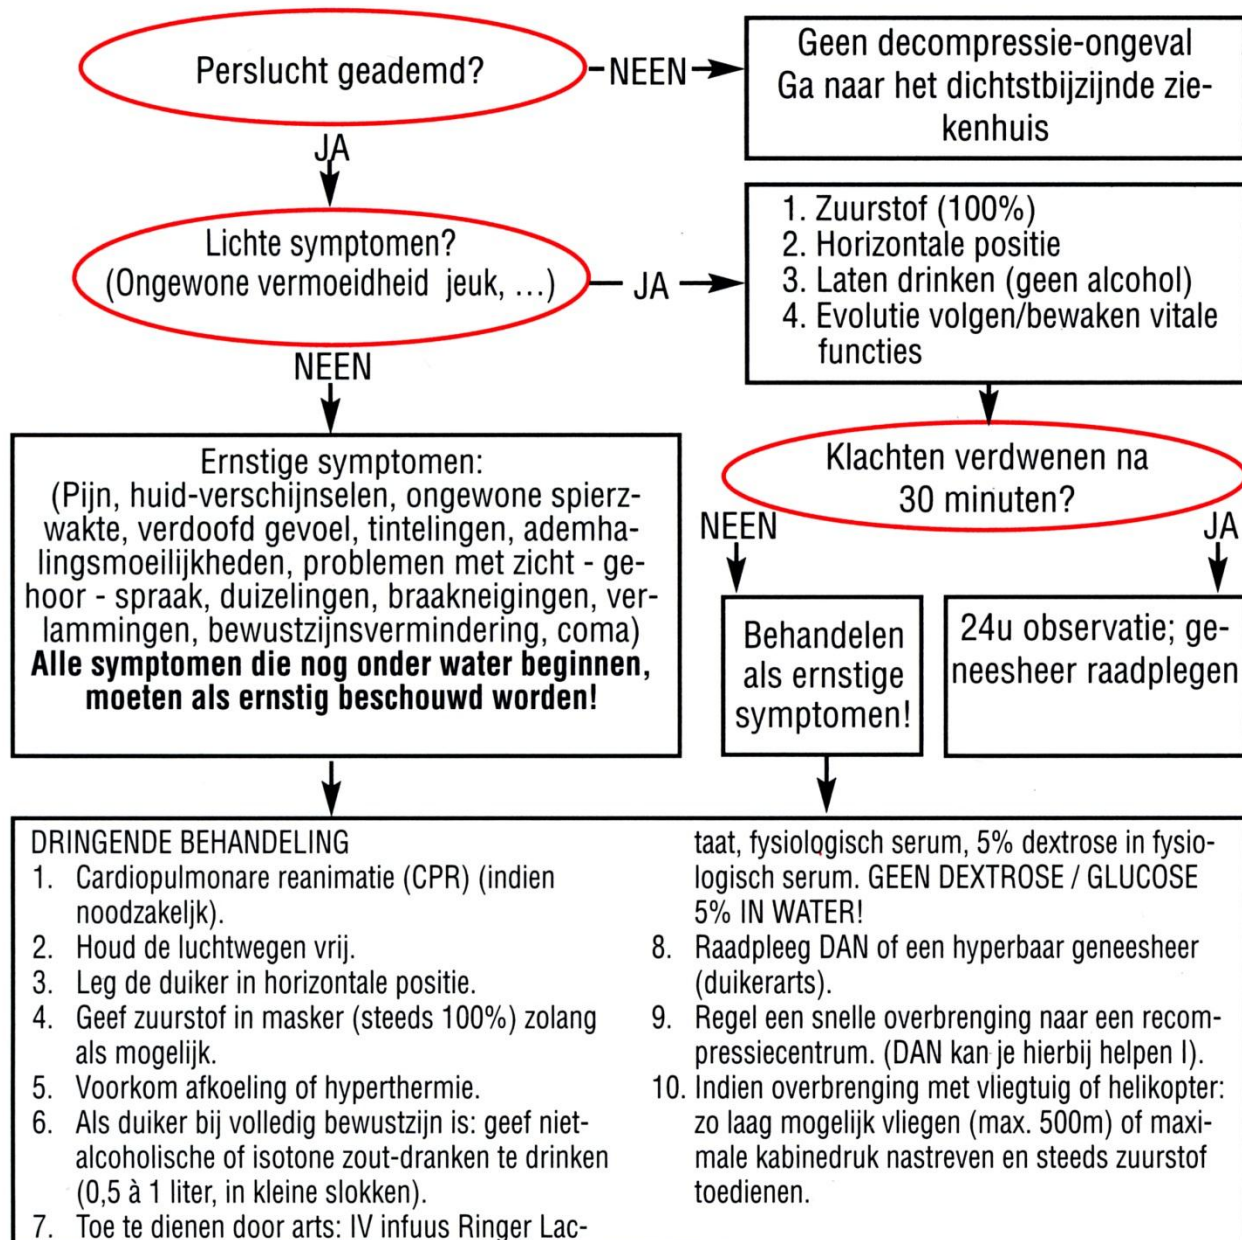 Perslucht geademd?
NEEN
Geen decompressie-ongeval
Ga naar het dichtstbijzijnde zie-
kenhuis
JA
Lichte symptomen?
(Ongewone vermoeidheid jeuk, ...)
JA
1. Zuurstof (100%)
2. Horizontale positie
3. Laten drinken (geen alcohol)
4. Evolutie volgen/bewaken vitale
functies
NEEN
Ernstige symptomen:
(Pijn, huid-verschijnselen, ongewone spierz-
wakte, verdoofd gevoel, tintelingen, ademha-
lingsmoeilijkheden, problemen met zicht - ge-
hoor - spraak, duizelingen, braakneigingen, ver-
lammingen, bewustzijnsvermindering, coma)
Alle symptomen die nog onder water beginnen,
moeten als ernstig beschouwd worden!
Klachten verdwenen na
30 minuten?
NEEN
JA
Behandelen
als ernstige
symptomen!
24u observatie; ge-
neesheer raadplegen
DRINGENDE BEHANDELING
1. Cardiopulmonare reanimatie (CPR) (indien
noodzakeljk).
2. Houd de luchtwegen vrij.
3. Leg de duiker in horizontale positie.
4. Geef zuurstof in masker (steeds 100%) zolang
als mogelijk.
5. Voorkom afkoeling of hyperthermie.
6. Als duiker bij volledig bewustzijn is: geef niet-
alcoholische of isotone zout-dranken te drinken
(0,5 à 1 liter, in kleine slokken).
7. Toe te dienen door arts: IV infuus Ringer Lac-
taat, fysiologisch serum, 5% dextrose in fysio-
logisch serum. GEEN DEXTROSE / GLUCOSE
5% IN WATER!
8. Raadpleeg DAN of een hyperbaar geneesheer
(duikerarts).
9. Regel een snelle overbrenging naar een recom-
pressiecentrum. (DAN kan je hierbij helpen I).
10. Indien overbrenging met vliegtuig of helikopter:
zo laag mogelijk vliegen (max. 500m) of maxi-
male kabinedruk nastreven en steeds zuurstof
toedienen.